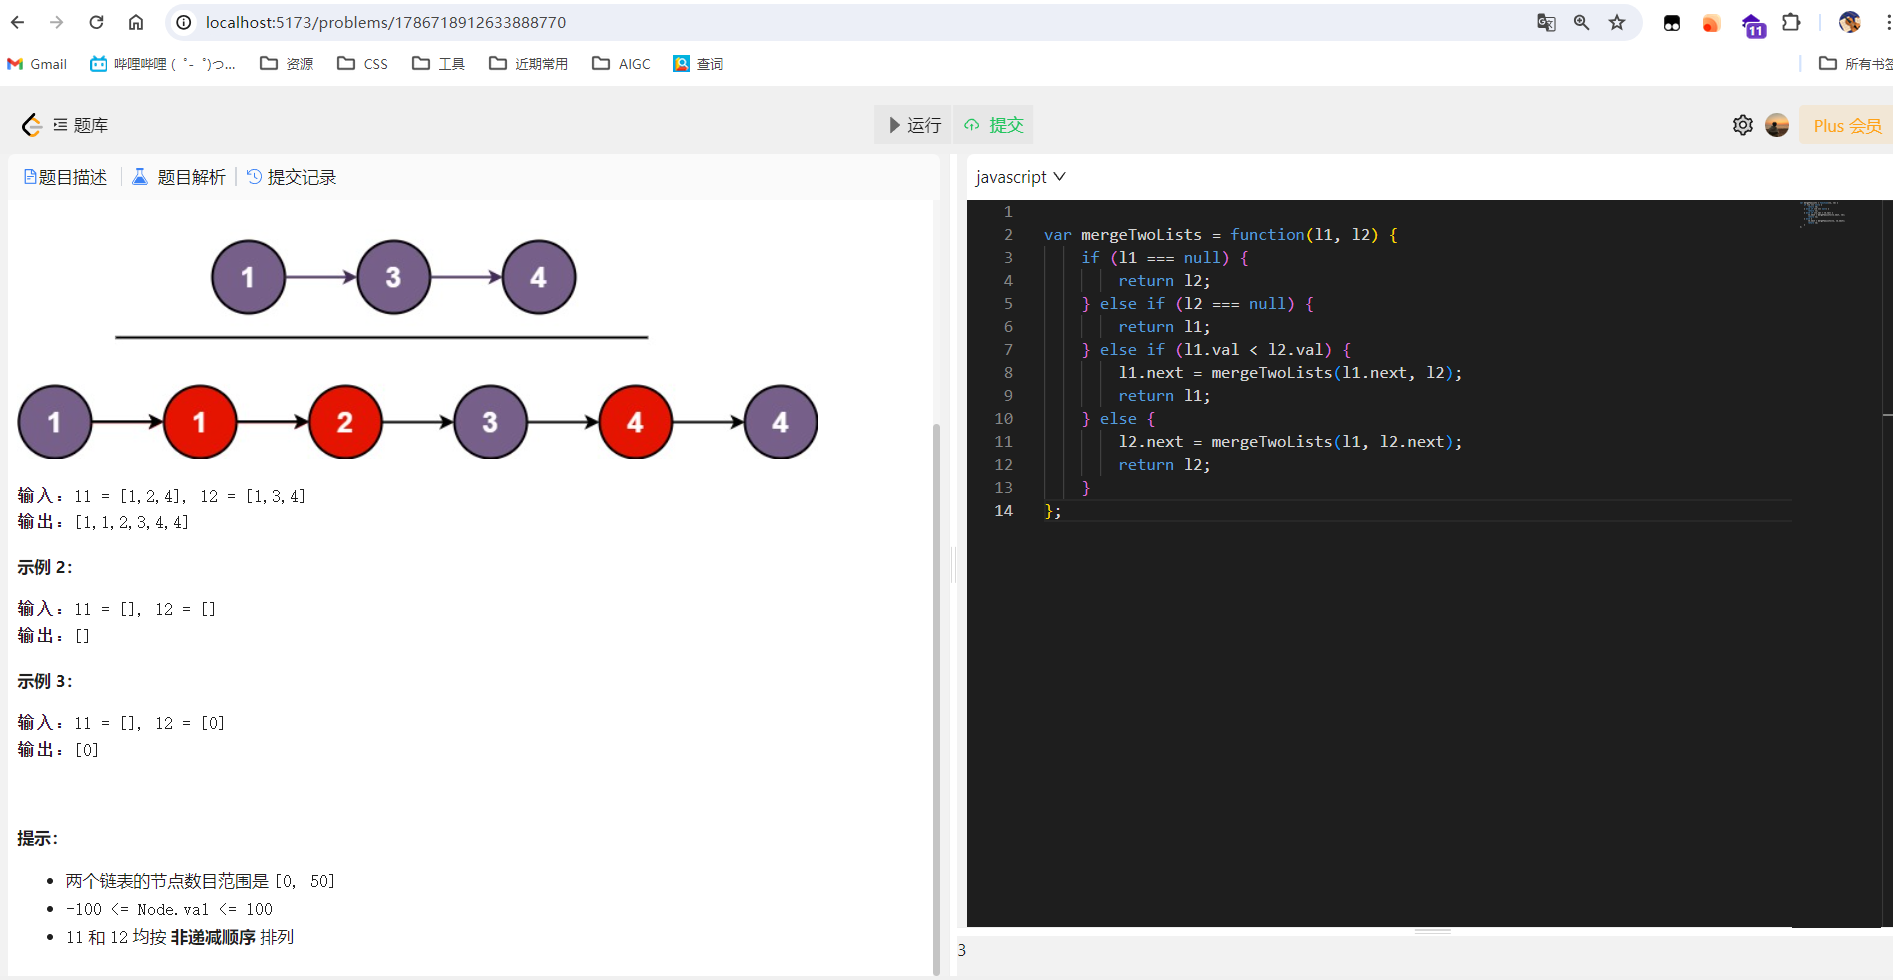 localhost:5173/problems/1786718912633888770
11
Gmail
哔哩哔哩 ( ゜- ゜)つ...
资源
CSS
工具
近期常用
AIGC
查词
所有书签
题库
运行
提交
Plus 会员
题目描述
题目解析
提交记录
1
3
4
1
1
2
3
4
4
输入：l1 = [1,2,4], l2 = [1,3,4]
输出：[1,1,2,3,4,4]
示例 2：
输入：l1 = [], l2 = []
输出：[]
示例 3：
输入：l1 = [], l2 = [0]
输出：[0]
提示：
• 两个链表的节点数目范围是 [0, 50]
• -100 <= Node.val <= 100
• l1 和 l2 均按 非递减顺序 排列
javascript
1
2 var mergeTwoLists = function(l1, l2) {
3 if (l1 === null) {
4 return l2;
5 } else if (l2 === null) {
6 return l1;
7 } else if (l1.val < l2.val) {
8 l1.next = mergeTwoLists(l1.next, l2);
9 return l1;
10 } else {
11 l2.next = mergeTwoLists(l1, l2.next);
12 return l2;
13 }
14 };
3